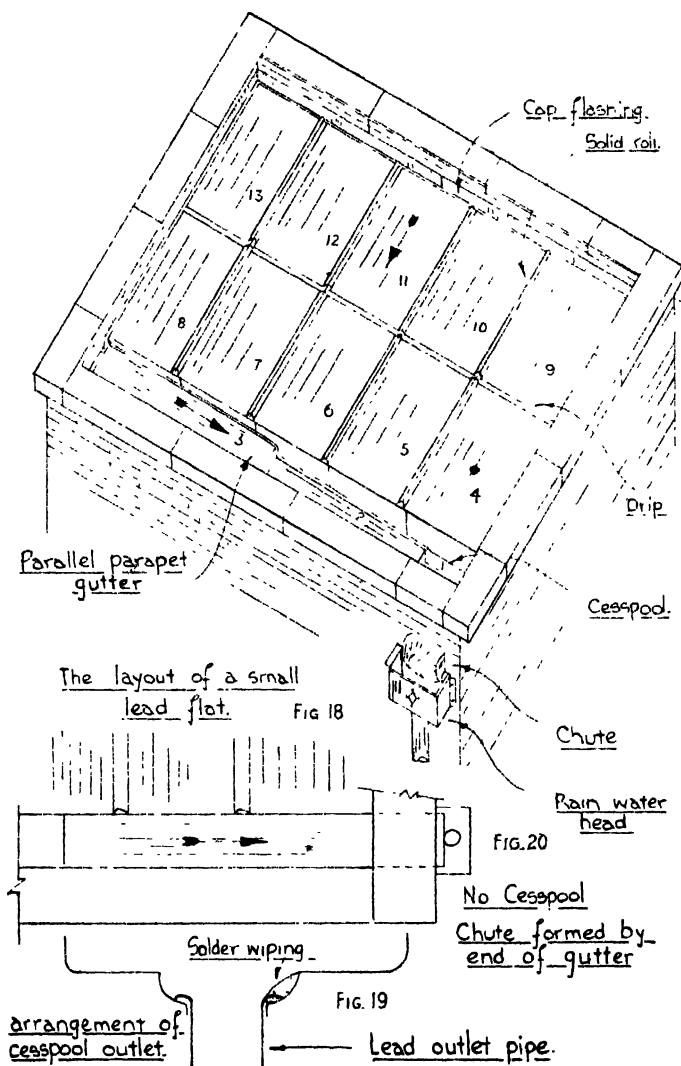 Cap flashing.
Solid roll.
13
12
11
10
9
8
7
6
5
4
3
2
Drip
Parallel parapet
gutter
Cesspool.
The layout of a small
lead flat.
FIG 18
Chute
Rain water
head
FIG.20
No Cesspool
Chute formed by
end of gutter
Solder wiping
FIG.19
arrangement of
cesspool outlet.
Lead outlet pipe.